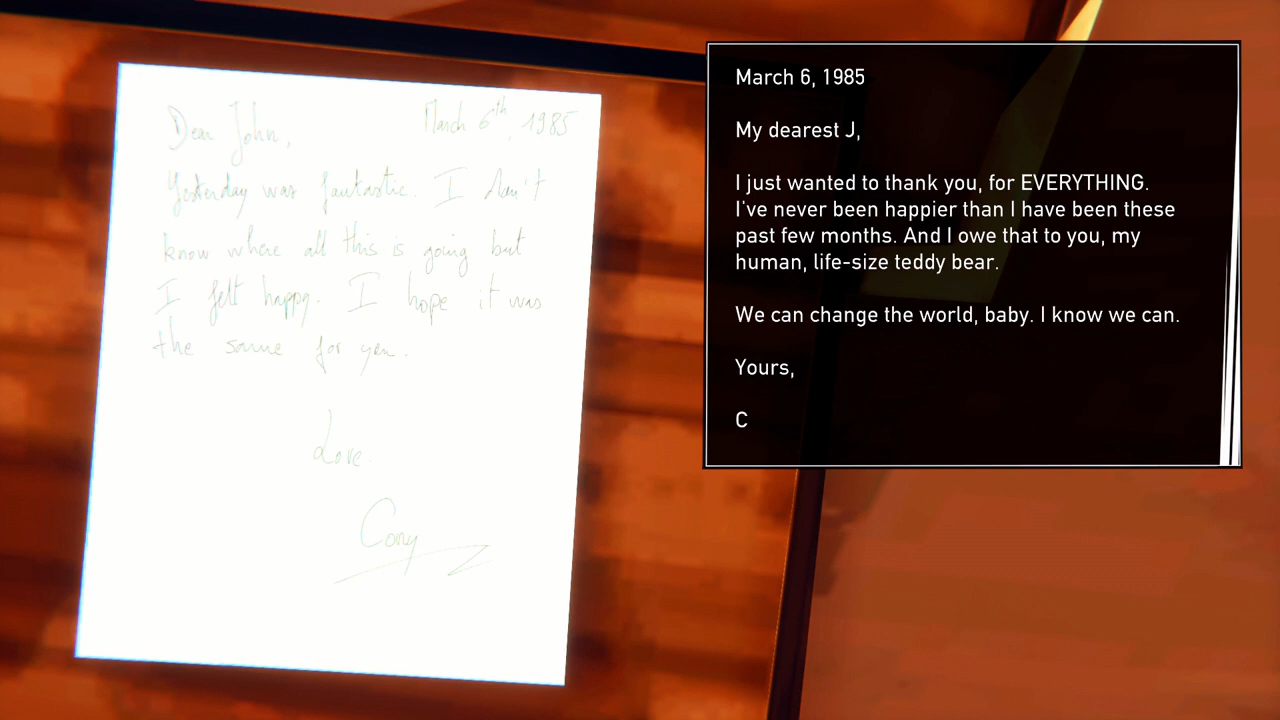 Dear John,
March 6th, 1985
Yesterday was fantastic. I don't
know where all this is going but
I felt happy. I hope it was
the same for you.
Love.
Cory
March 6, 1985
My dearest J,
I just wanted to thank you, for EVERYTHING.
I've never been happier than I have been these
past few months. And I owe that to you, my
human, life-size teddy bear.
We can change the world, baby. I know we can.
Yours,
C